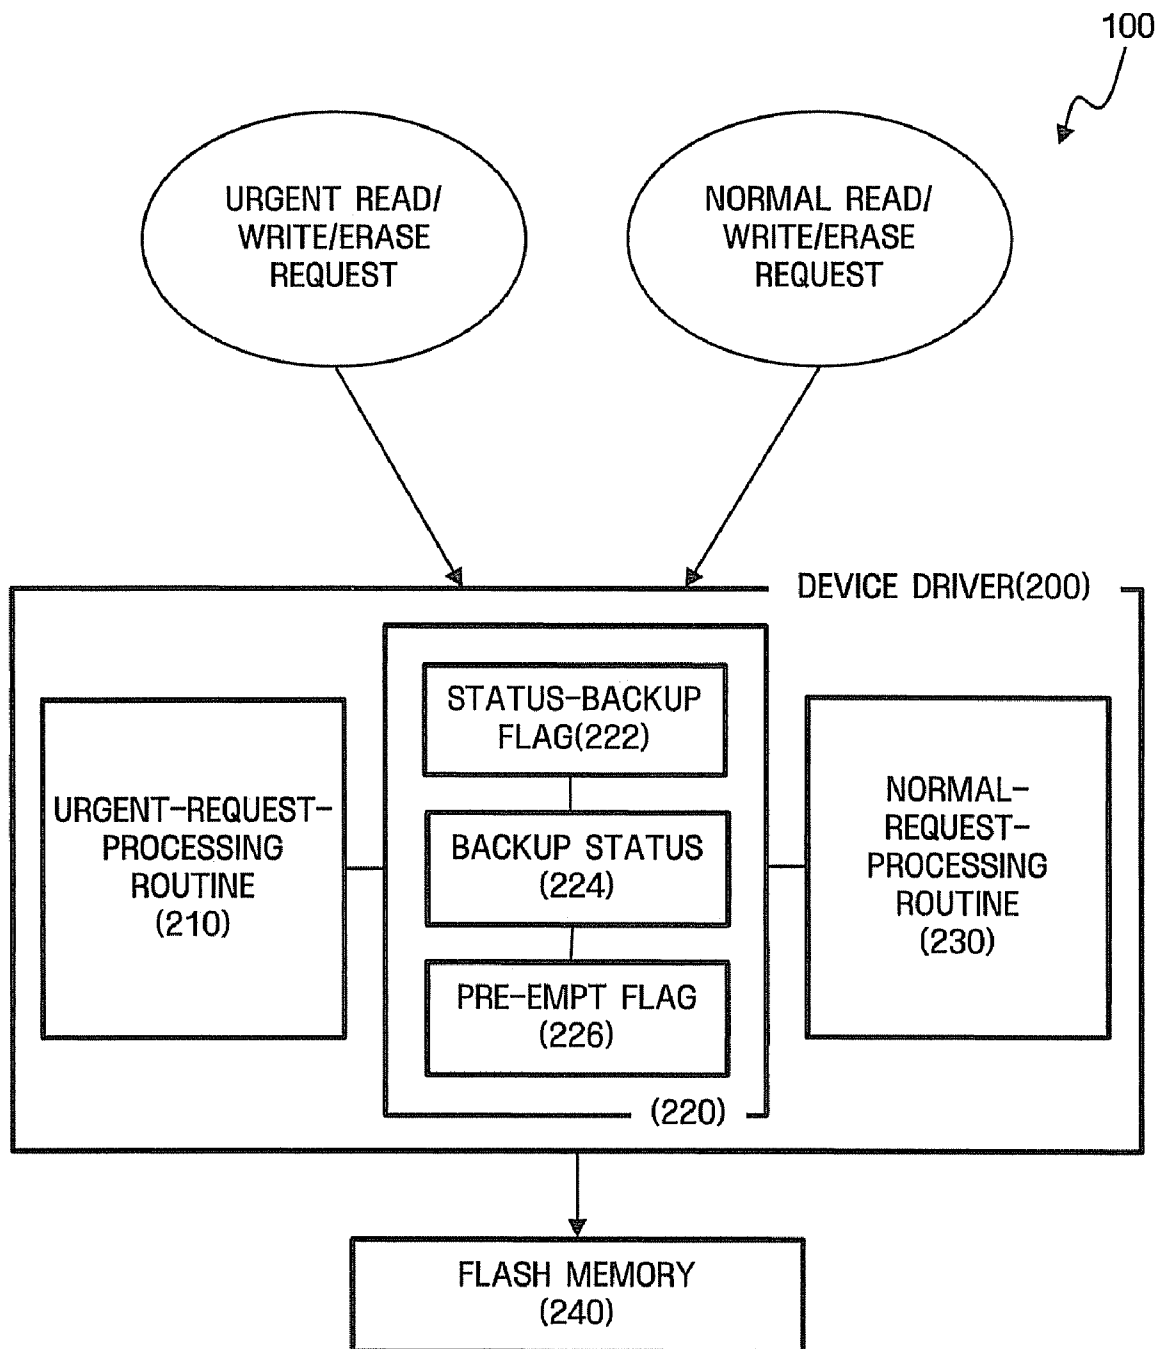 100
URGENT READ/
WRITE/ERASE
REQUEST
NORMAL READ/
WRITE/ERASE
REQUEST
DEVICE DRIVER(200)
URGENT-REQUEST-
PROCESSING
ROUTINE
(210)
STATUS-BACKUP
FLAG(222)
BACKUP STATUS
(224)
PRE-EMPT FLAG
(226)
(220)
NORMAL-
REQUEST-
PROCESSING
ROUTINE
(230)
FLASH MEMORY
(240)